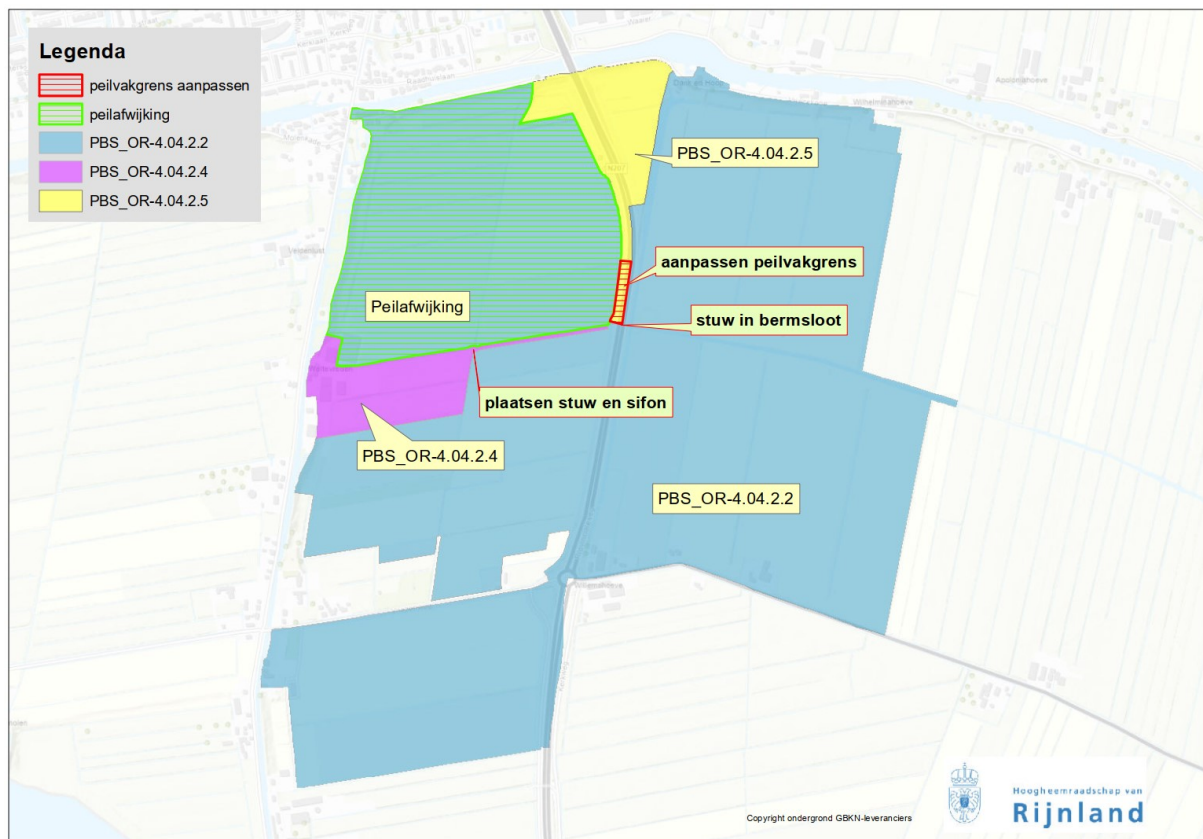 Legenda
peilvakgrens aanpassen
peilafwijking
PBS_OR-4.04.2.2
PBS_OR-4.04.2.4
PBS_OR-4.04.2.5
PBS_OR-4.04.2.5
aanpassen peilvakgrens
Peilafwijking
stuw in bermsloot
plaatsen stuw en sifon
PBS_OR-4.04.2.4
PBS_OR-4.04.2.2
Copyright ondergrond GBKN-leveranciers
Hoogheemraadschap van
Rijnland